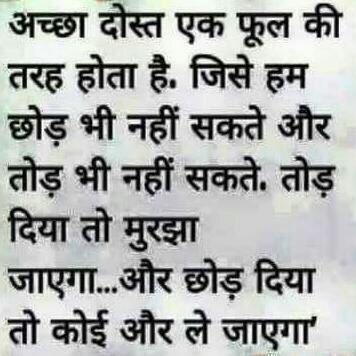 अच्छा दोस्त एक फूल की
तरह होता है. जिसे हम
छोड़ भी नहीं सकते और
तोड़ भी नहीं सकते. तोड़
दिया तो मुरझा
जाएगा...और छोड़ दिया
तो कोई और ले जाएगा'